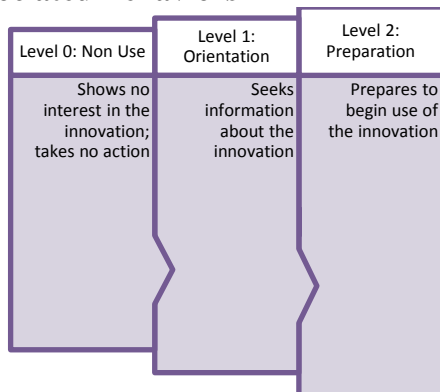 Level 0: Non Use
Shows no
interest in the
innovation;
takes no action
Level 1:
Orientation
Seeks
information
about the
innovation
Level 2:
Preparation
Prepares to
begin use of
the innovation